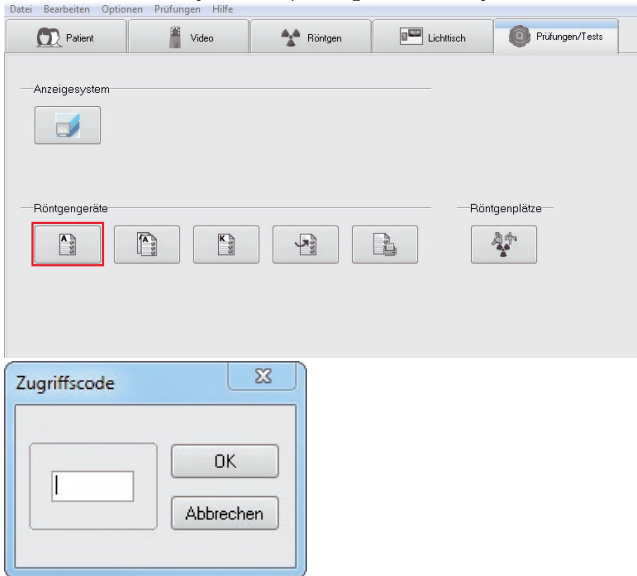 Datei Bearbeiten Optionen Prüfungen Hilfe
Patient Video Röntgen Lichttisch Prüfungen/Tests
Anzeigesystem
Röntgengeräte Röntgenplätze
A A K
Zugriffscode
OK
Abbrechen